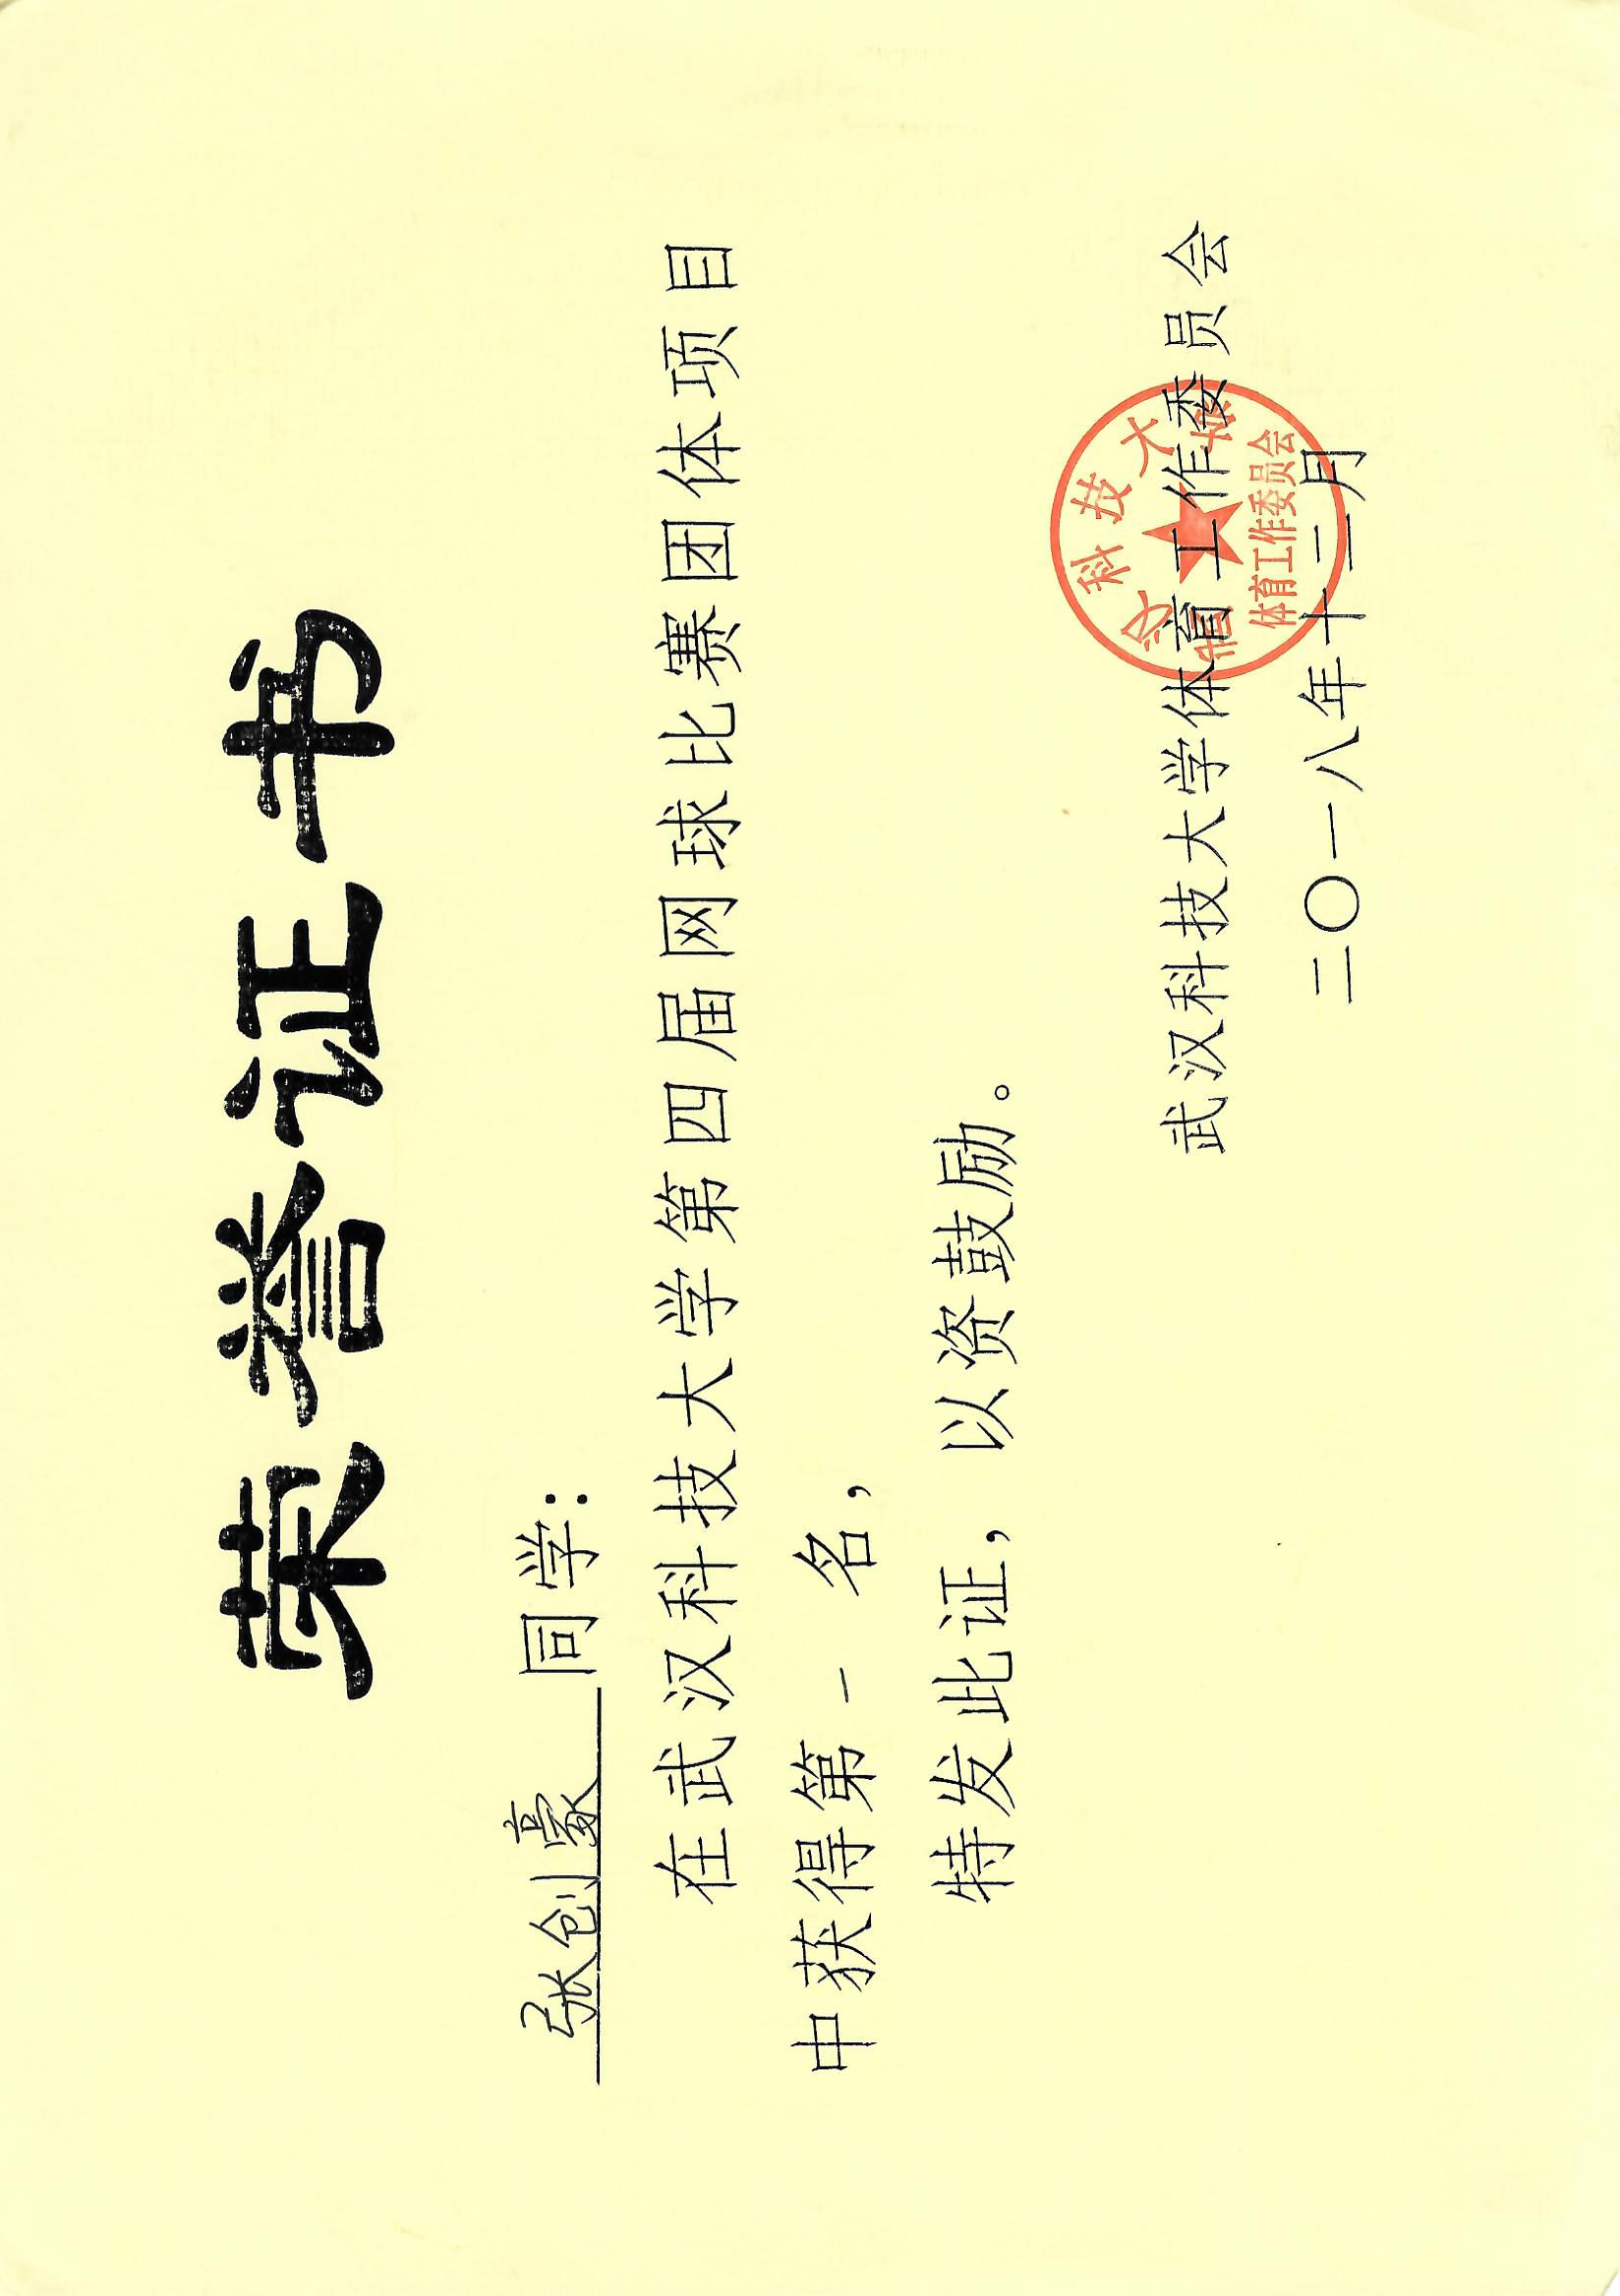 荣誉证书
张创豪 同学：
在武汉科技大学第四届网球比赛团体项目
中获得第一 名，
特发此证，以资鼓励。
武汉科技大学
武汉科技大学体育工作委员会
体育工作委员会
二〇一八年十二月